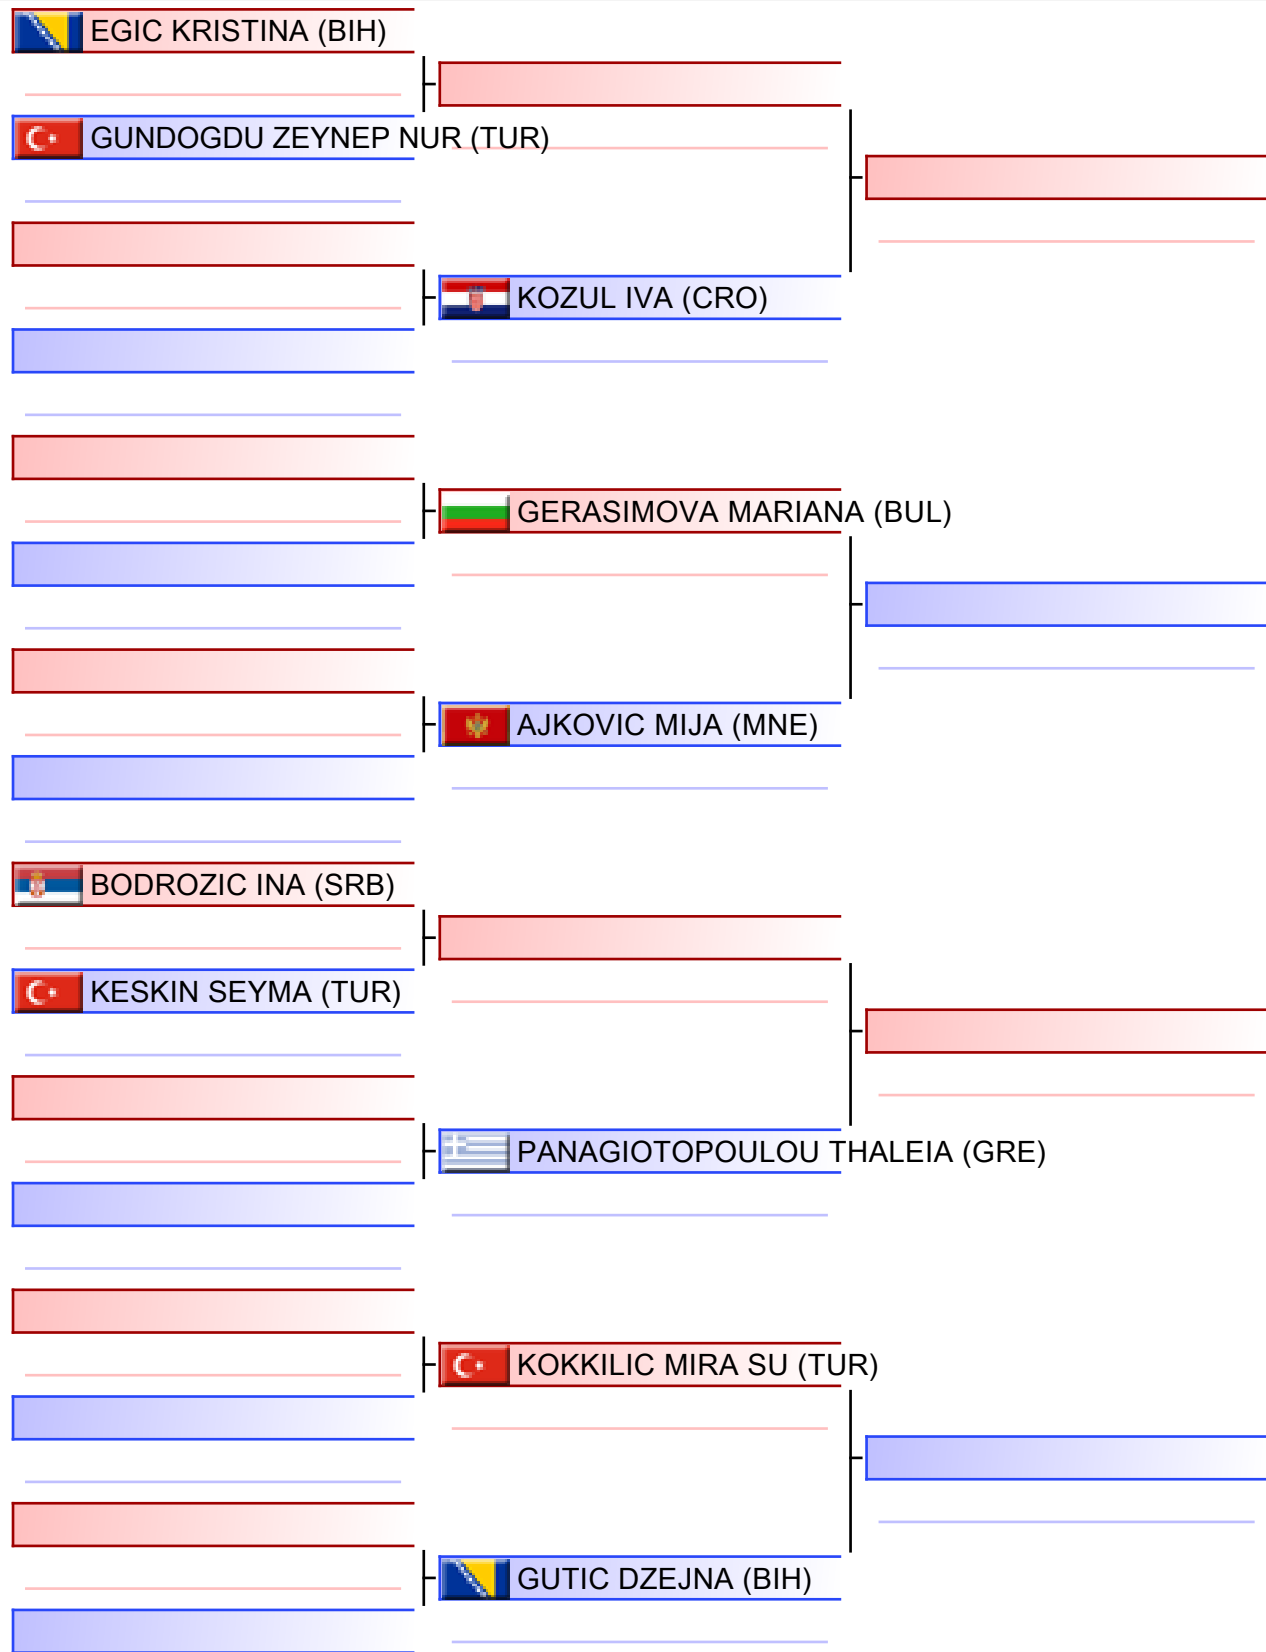 EGIC KRISTINA (BIH)
GUNDOGDU ZEYNEP NUR (TUR)
KOZUL IVA (CRO)
GERASIMOVA MARIANA (BUL)
AJKOVIC MIJA (MNE)
BODROZIC INA (SRB)
KESKIN SEYMA (TUR)
PANAGIOTOPOULOU THALEIA (GRE)
KOKKILIC MIRA SU (TUR)
GUTIC DZEJNA (BIH)